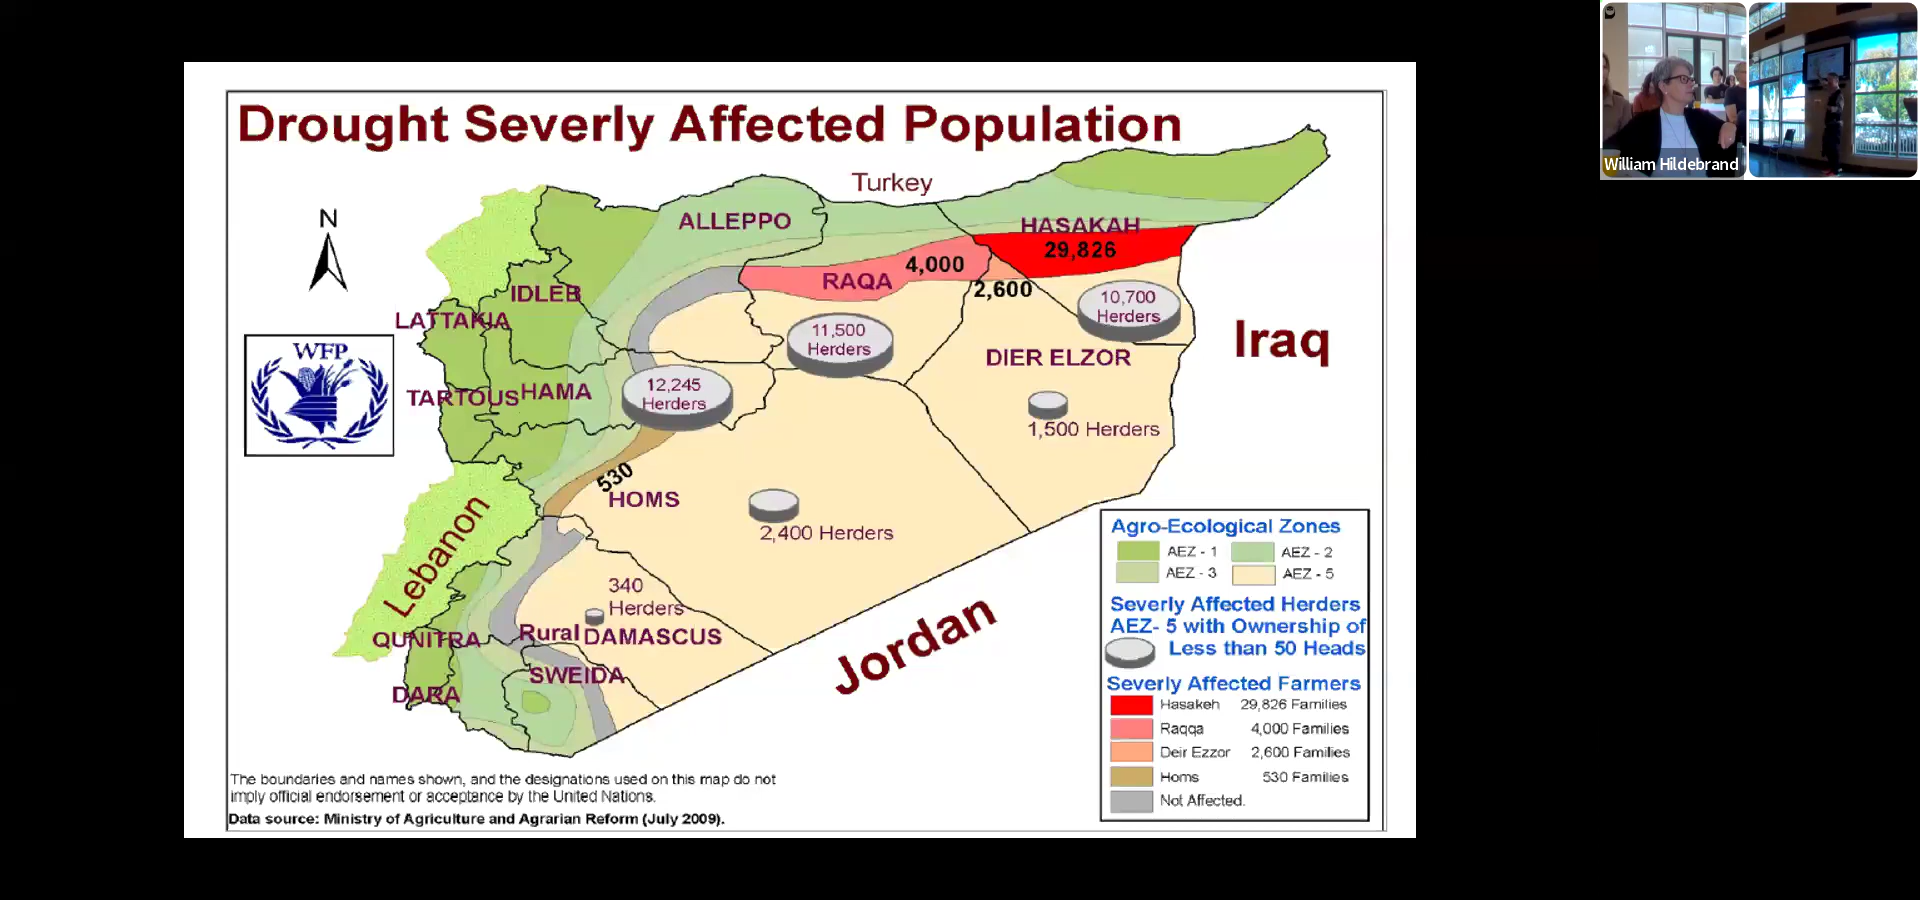 Drought Severly Affected Population
Turkey
N
ALLEPPO
HASAKAH
29,826
4,000
RAQA
2,600
IDLEB
10,700
Herders
LATTAKIA
11,500
Herders
Iraq
WFP
DIER ELZOR
12,245
Herders
TARTOUS
HAMA
1,500 Herders
530
HOMS
2,400 Herders
Lebanon
340
Herders
QUNITRA
Rural DAMASCUS
SWEIDA
DARA
Jordan
Agro-Ecological Zones
AEZ - 1
AEZ - 2
AEZ - 3
AEZ - 5
Severly Affected Herders
AEZ- 5 with Ownership of
Less than 50 Heads
Severly Affected Farmers
Hasakeh 29,826 Families
Raqqa 4,000 Families
Deir Ezzor 2,600 Families
Homs 530 Families
Not Affected.
The boundaries and names shown, and the designations used on this map do not
imply official endorsement or acceptance by the United Nations.
Data source: Ministry of Agriculture and Agrarian Reform (July 2009).
William Hildebrand